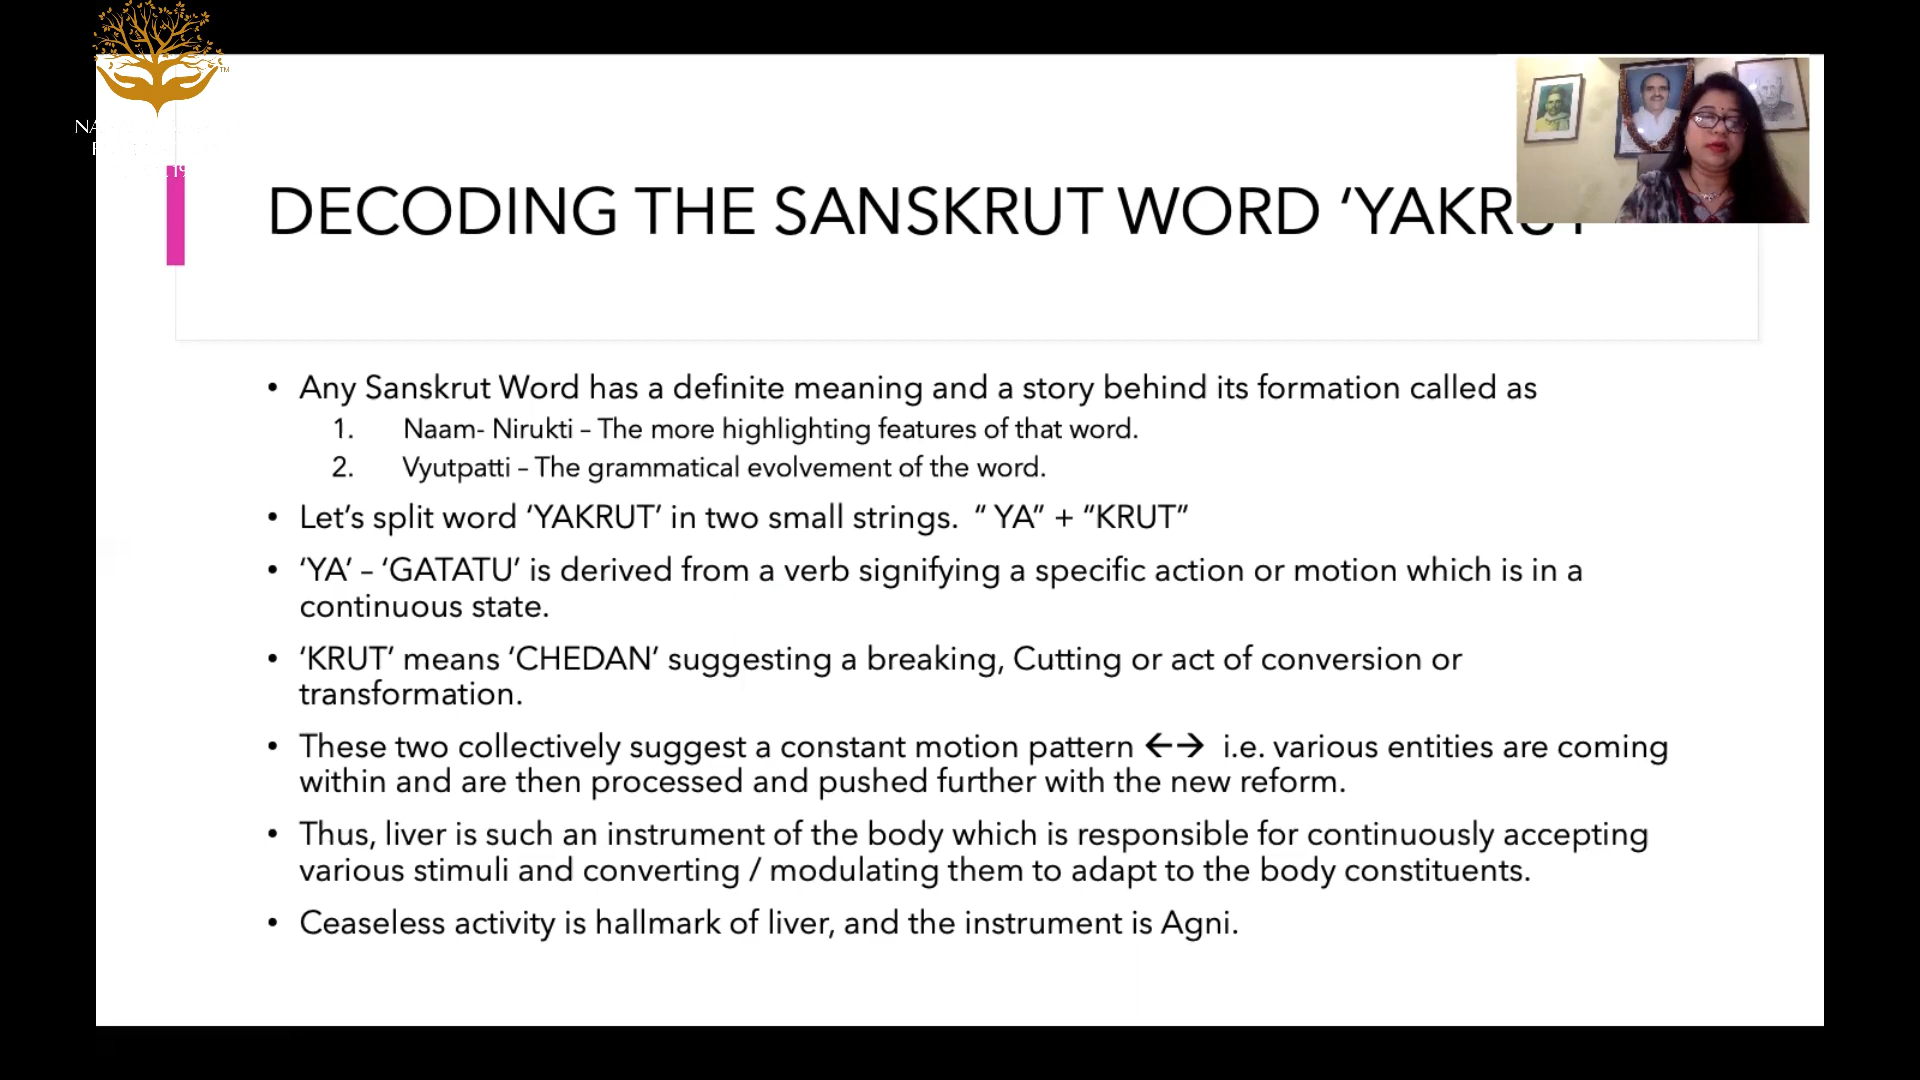 TM
DECODING THE SANSKRUT WORD ‘YAKRUT’
• Any Sanskrut Word has a definite meaning and a story behind its formation called as
1. Naam- Nirukti – The more highlighting features of that word.
2. Vyutpatti – The grammatical evolvement of the word.
• Let’s split word ‘YAKRUT’ in two small strings. “ YA” + “KRUT”
• ‘YA’ – ‘GATATU’ is derived from a verb signifying a specific action or motion which is in a
continuous state.
• ‘KRUT’ means ‘CHEDAN’ suggesting a breaking, Cutting or act of conversion or
transformation.
• These two collectively suggest a constant motion pattern ←→ i.e. various entities are coming
within and are then processed and pushed further with the new reform.
• Thus, liver is such an instrument of the body which is responsible for continuously accepting
various stimuli and converting / modulating them to adapt to the body constituents.
• Ceaseless activity is hallmark of liver, and the instrument is Agni.